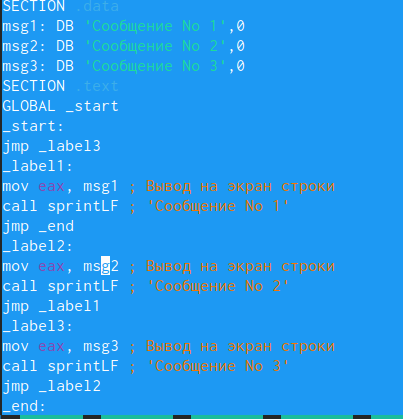 SECTION .data
msg1: DB 'Сообщение No 1',0
msg2: DB 'Сообщение No 2',0
msg3: DB 'Сообщение No 3',0
SECTION .text
GLOBAL _start
_start:
jmp _label3
_label1:
mov eax, msg1 ; Вывод на экран строки
call sprintLF ; 'Сообщение No 1'
jmp _end
_label2:
mov eax, msg2 ; Вывод на экран строки
call sprintLF ; 'Сообщение No 2'
jmp _label1
_label3:
mov eax, msg3 ; Вывод на экран строки
call sprintLF ; 'Сообщение No 3'
jmp _label2
_end: